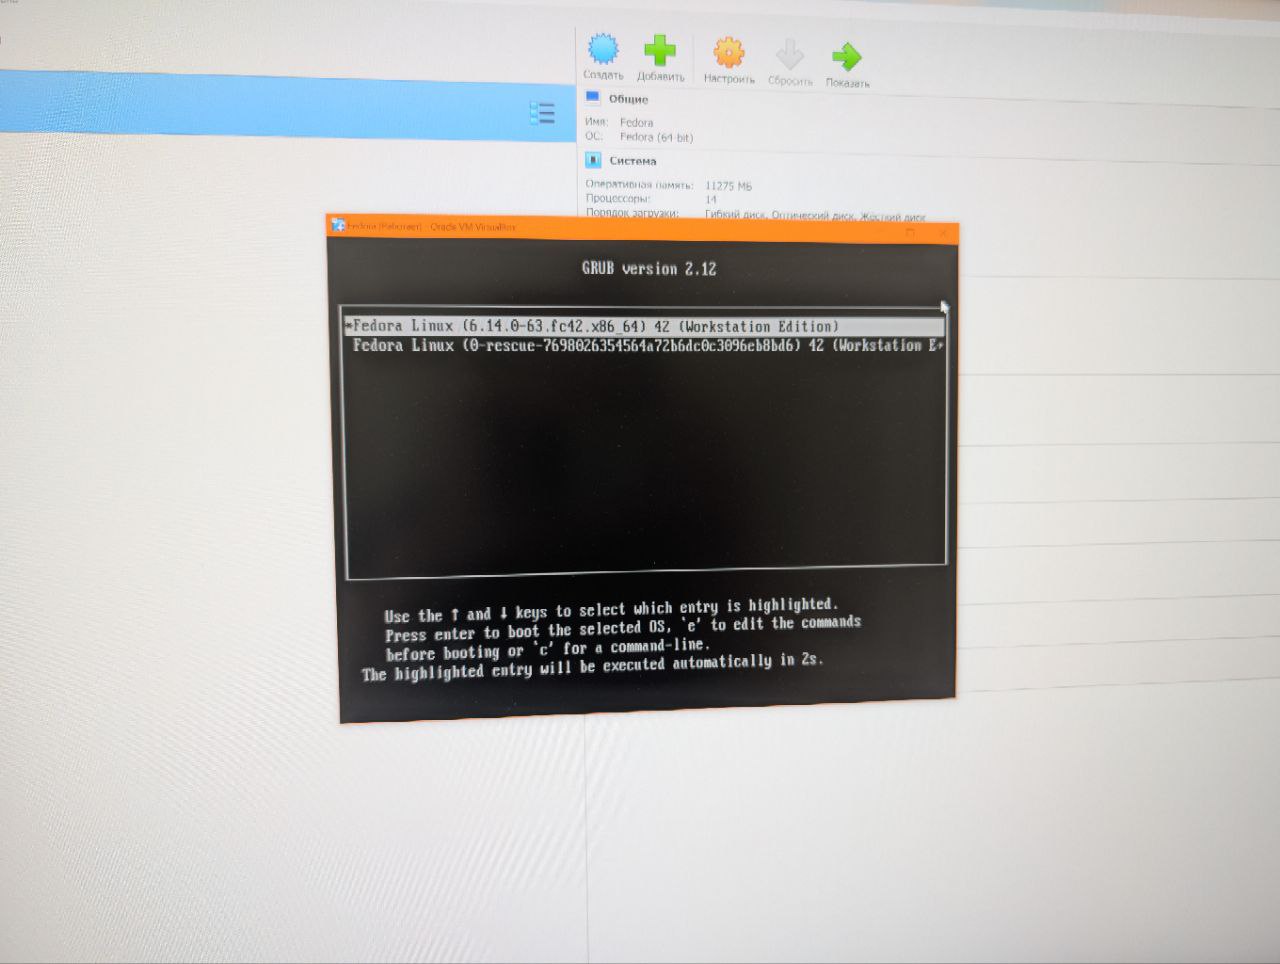 Создать Добавить Настроить Сбросить Показать
Общие
Имя: Fedora
ОС: Fedora (64-bit)
Система
Оперативная память: 11275 МБ
Процессоры: 14
Порядок загрузки: Гибкий диск, Оптический диск, Жёсткий диск
Fedora [Работает] - Oracle VM VirtualBox
GRUB version 2.12
*Fedora Linux (6.14.0-63.fc42.x86_64) 42 (Workstation Edition)
Fedora Linux (0-rescue-7698026354564a72b6dc0c3096eb8bd6) 42 (Workstation E→
Use the ↑ and ↓ keys to select which entry is highlighted.
Press enter to boot the selected OS, `e' to edit the commands
before booting or `c' for a command-line.
The highlighted entry will be executed automatically in 2s.